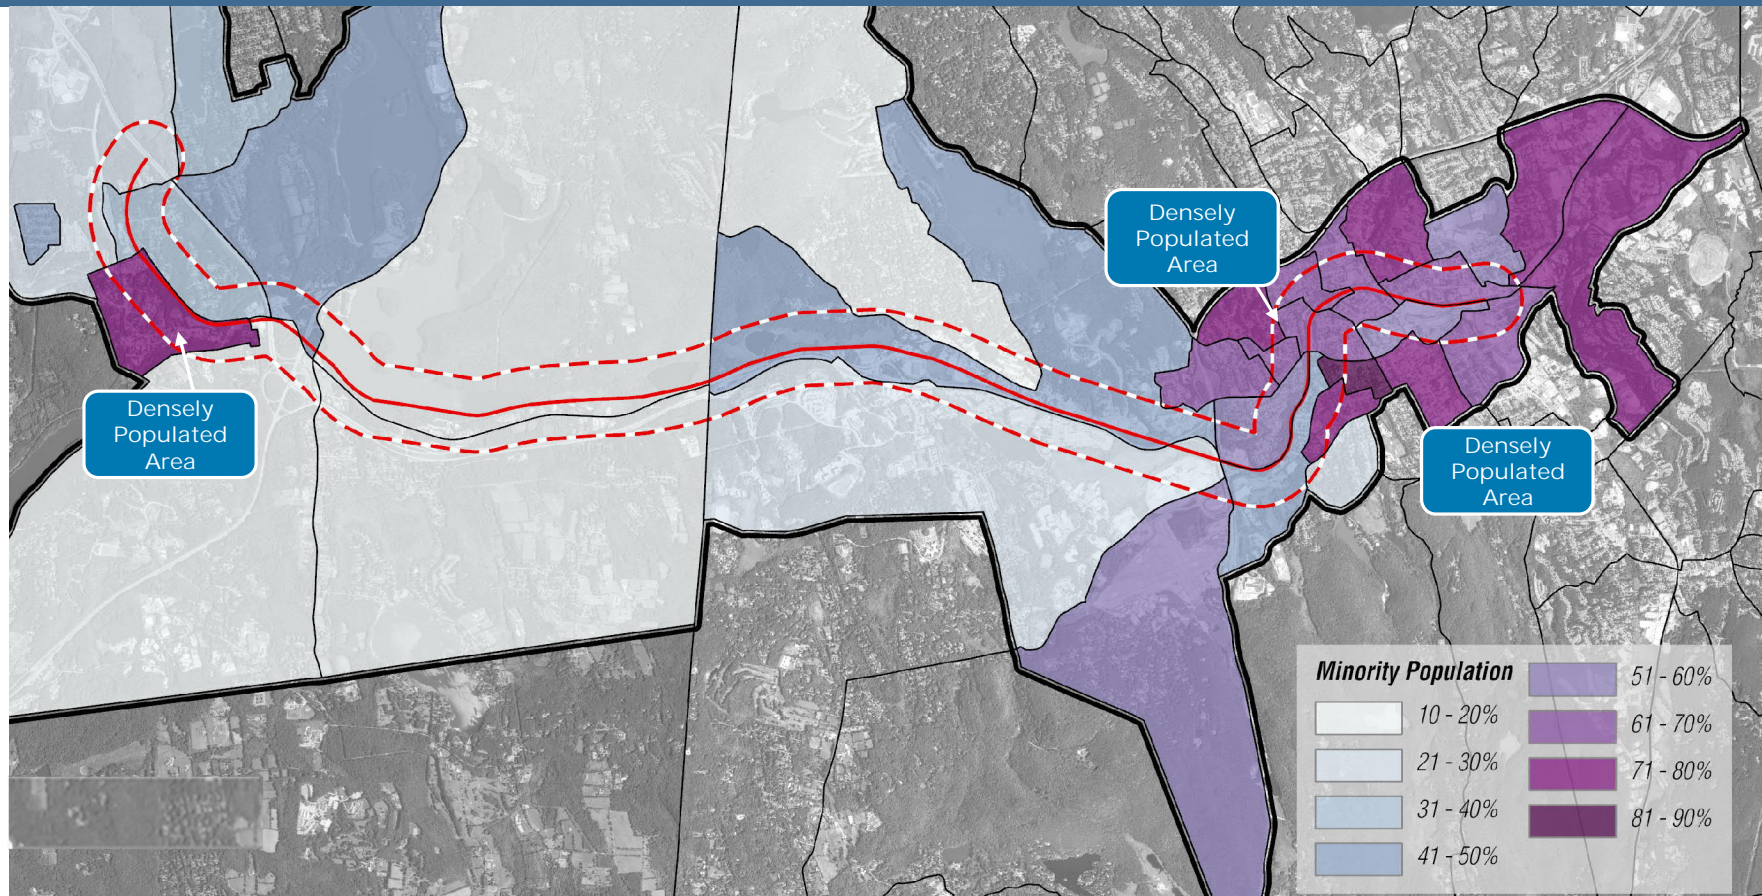 Densely
Populated
Area
Densely
Populated
Area
Densely
Populated
Area
Minority Population
10 - 20%
21 - 30%
31 - 40%
41 - 50%
51 - 60%
61 - 70%
71 - 80%
81 - 90%